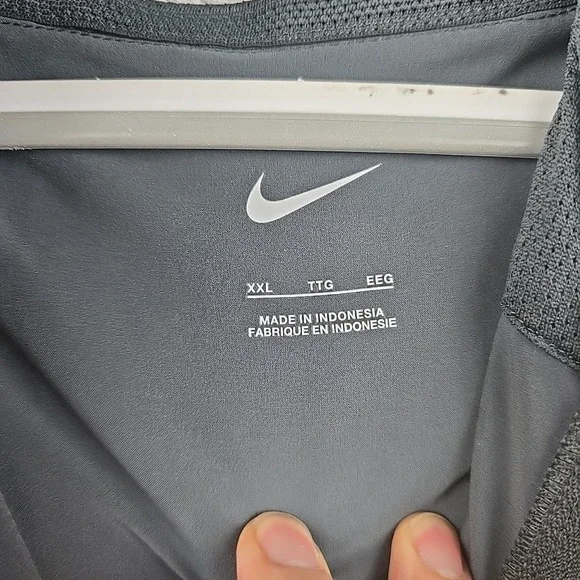 XXL TTG EEG
MADE IN INDONESIA
FABRIQUE EN INDONESIE